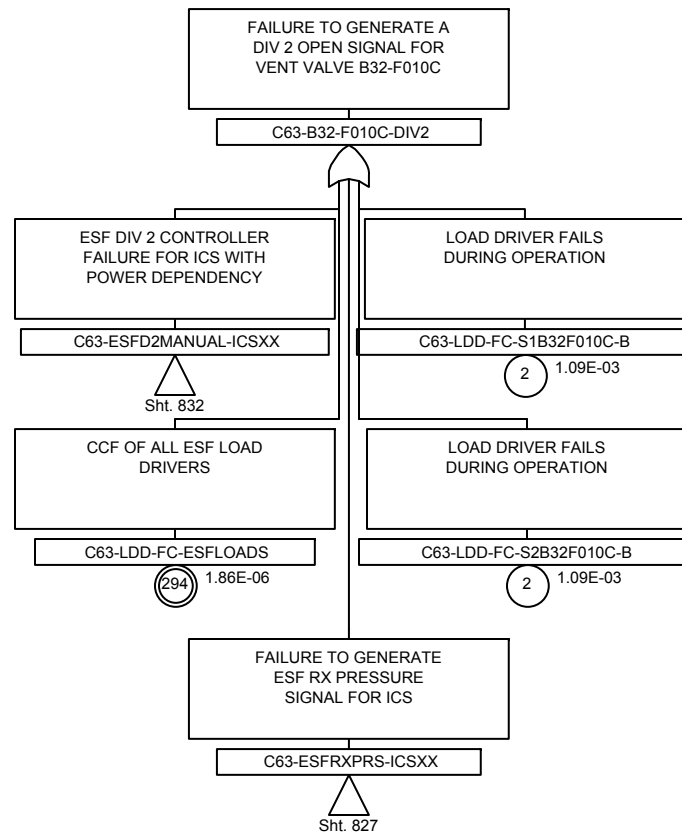 FAILURE TO GENERATE A
DIV 2 OPEN SIGNAL FOR
VENT VALVE B32-F010C
C63-B32-F010C-DIV2
ESF DIV 2 CONTROLLER
FAILURE FOR ICS WITH
POWER DEPENDENCY
C63-ESFD2MANUAL-ICSXX
Sht. 832
LOAD DRIVER FAILS
DURING OPERATION
C63-LDD-FC-S1B32F010C-B
2
1.09E-03
CCF OF ALL ESF LOAD
DRIVERS
C63-LDD-FC-ESFLOADS
294
1.86E-06
LOAD DRIVER FAILS
DURING OPERATION
C63-LDD-FC-S2B32F010C-B
2
1.09E-03
FAILURE TO GENERATE
ESF RX PRESSURE
SIGNAL FOR ICS
C63-ESFRXPRS-ICSXX
Sht. 827